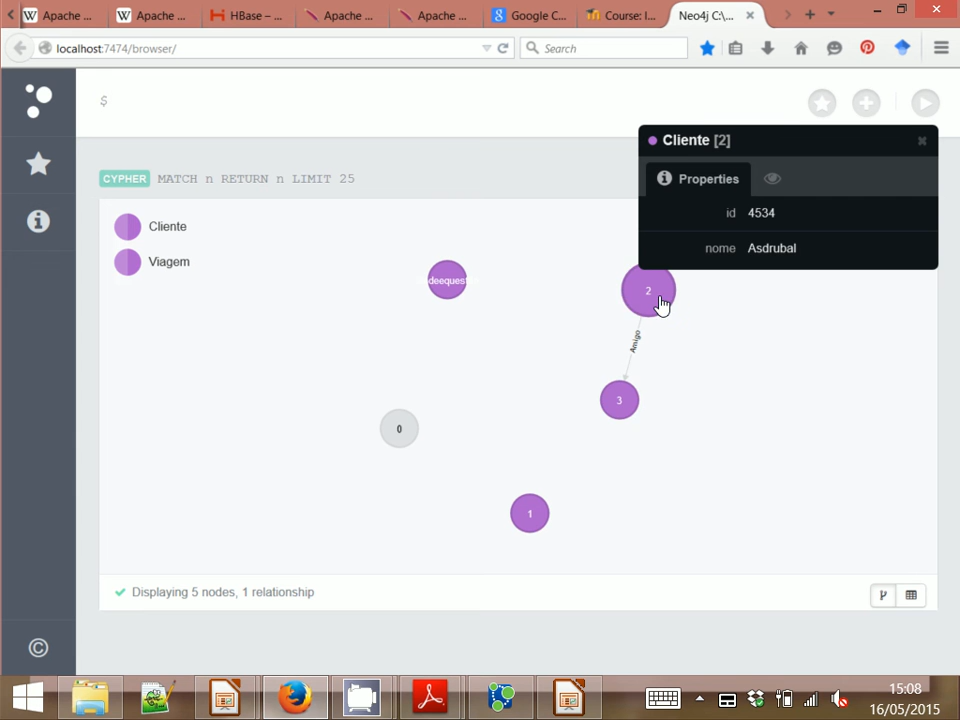 Apache ...
Apache ...
HBase – ...
Apache ...
Apache ...
Google C...
Course: I...
Neo4j C:\...
localhost:7474/browser/
Search
$
CYPHER MATCH n RETURN n LIMIT 25
Cliente [2]
Properties
id 4534
nome Asdrubal
Cliente
Viagem
deeques
2
Amigo
3
0
1
Displaying 5 nodes, 1 relationship
©
15:08
16/05/2015